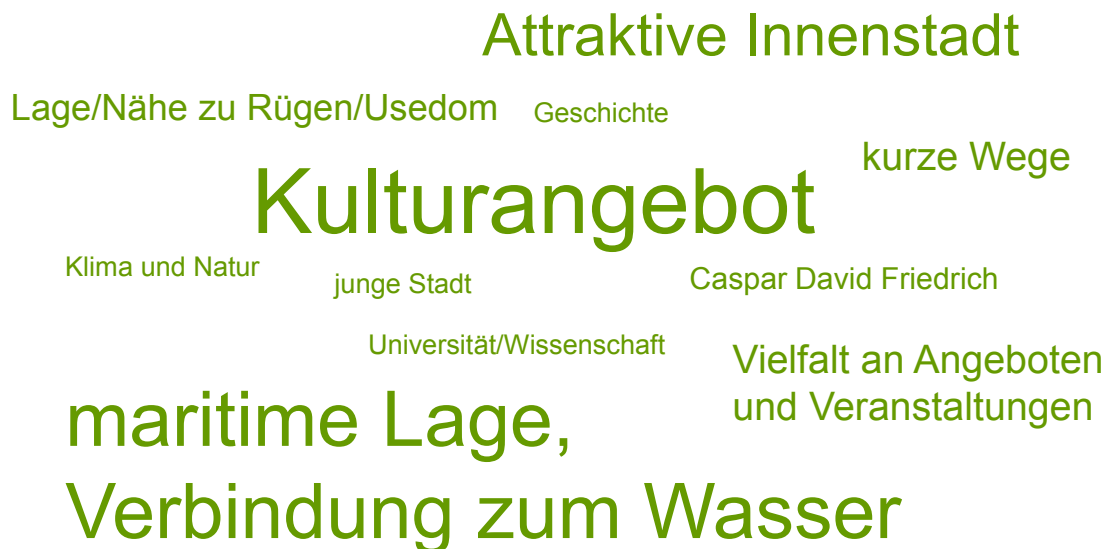 Attraktive Innenstadt
Lage/Nähe zu Rügen/Usedom
Geschichte
kurze Wege
Kulturangebot
Klima und Natur
junge Stadt
Caspar David Friedrich
Universität/Wissenschaft
Vielfalt an Angeboten
und Veranstaltungen
maritime Lage,
Verbindung zum Wasser